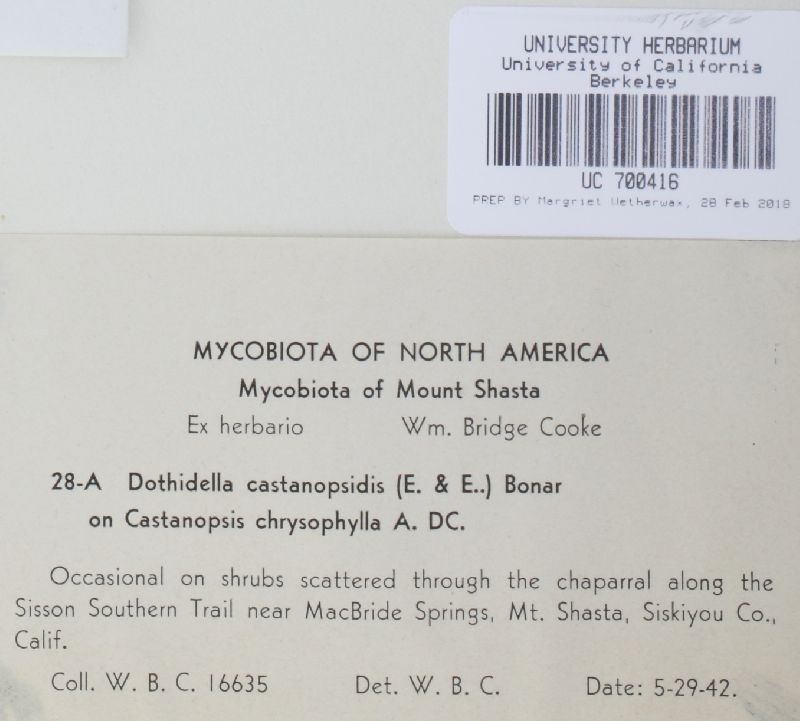 UNIVERSITY HERBARIUM
University of California
Berkeley
UC 700416
PREP BY Margriet Wetherwax, 28 Feb 2018
MYCOBIOTA OF NORTH AMERICA
Mycobiota of Mount Shasta
Ex herbario Wm. Bridge Cooke
28-A Dothidella castanopsidis (E. & E..) Bonar
on Castanopsis chrysophylla A. DC.
Occasional on shrubs scattered through the chaparral along the
Sisson Southern Trail near MacBride Springs, Mt. Shasta, Siskiyou Co.,
Calif.
Coll. W. B. C. 16635 Det. W. B. C. Date: 5-29-42.